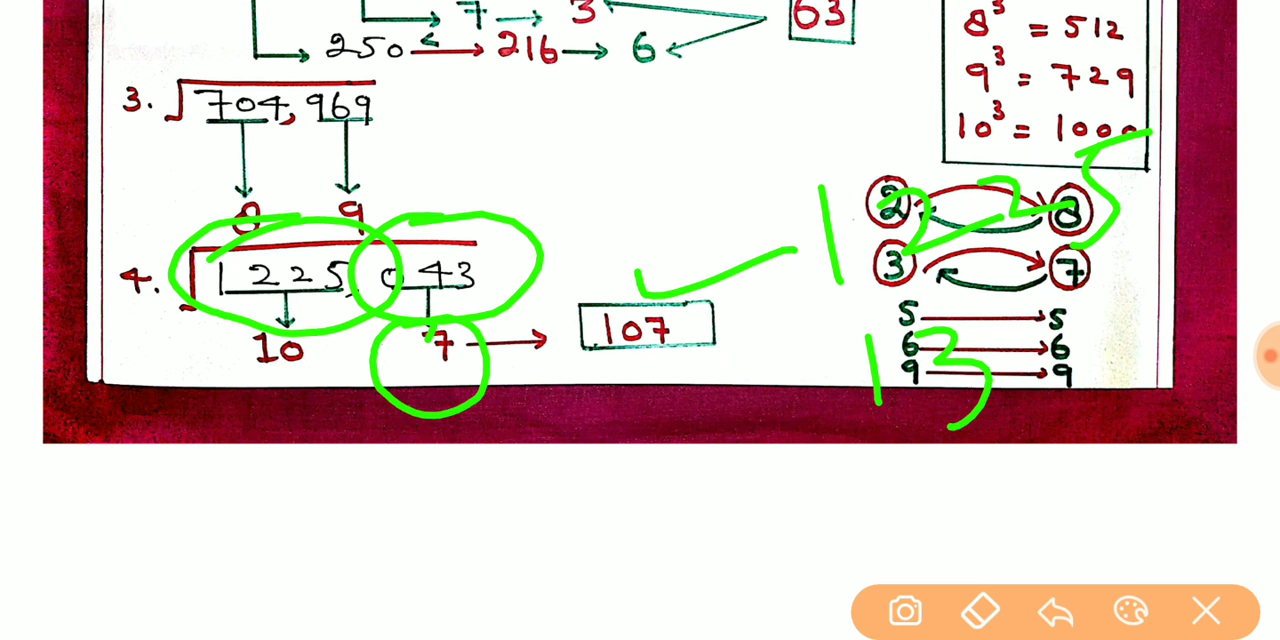 7 → 3
250 → 216 → 6
63
8³ = 512
9³ = 729
10³ = 1000
3. √704,969
8 9
4. √1225,043
10 7 → 107
2 8
3 7
5 → 5
6 → 6
9 → 9
1225
13